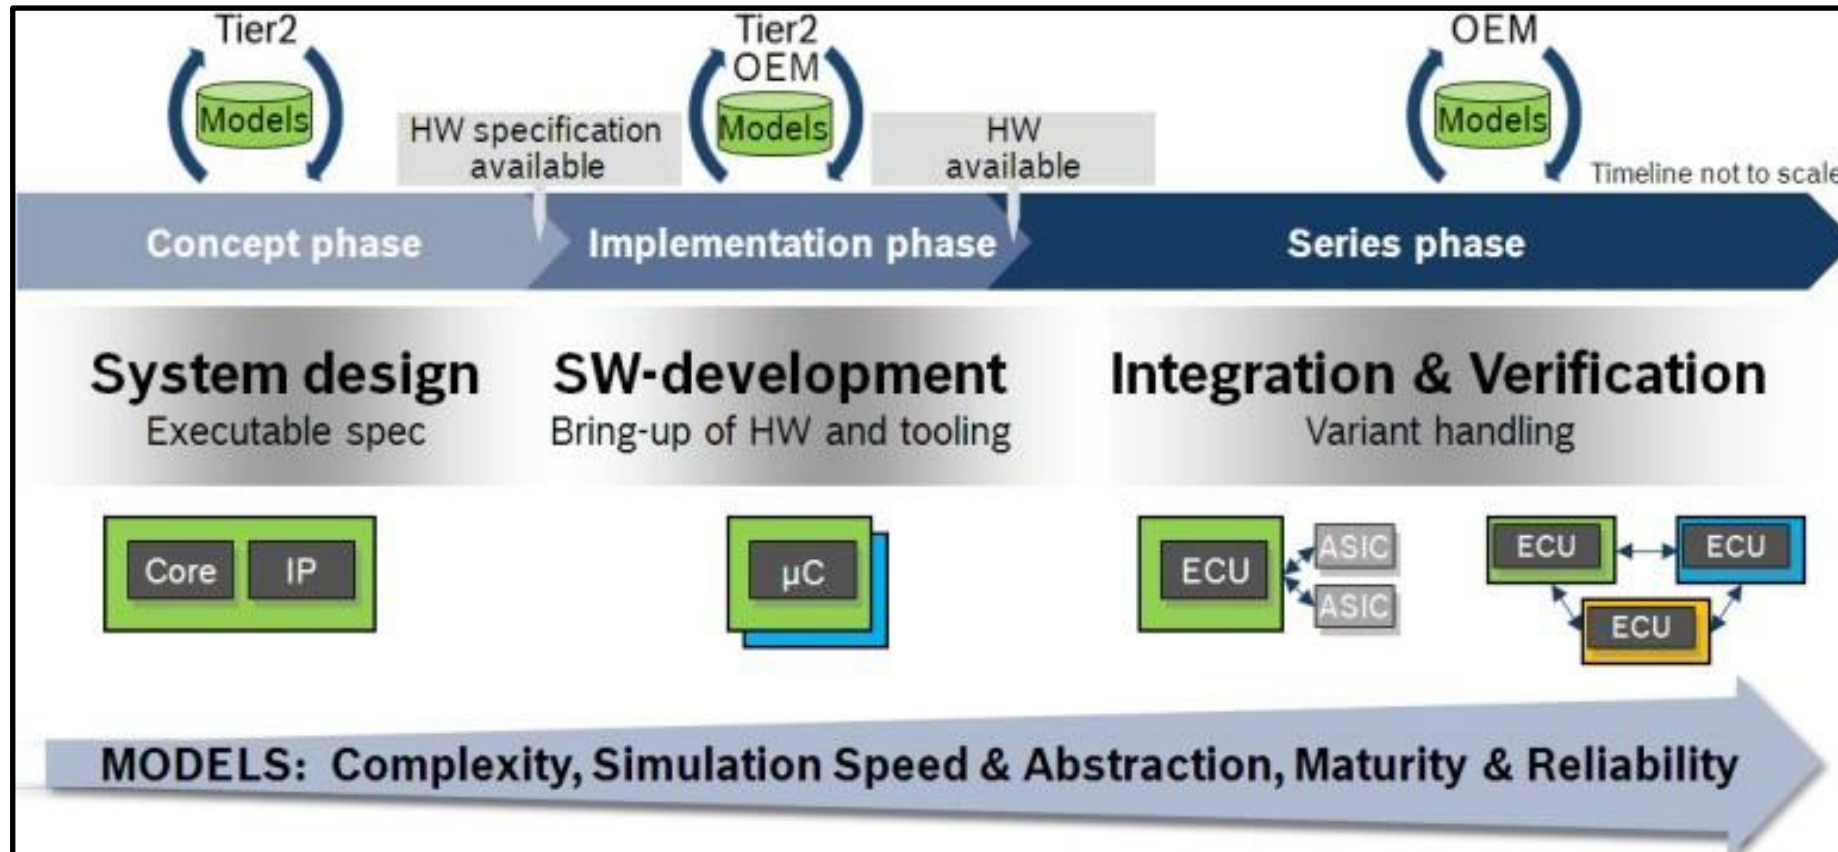 Tier2
Models
Tier2
OEM
Models
OEM
Models
HW specification
available
HW
available
Timeline not to scale
Concept phase
Implementation phase
Series phase
System design
Executable spec
SW-development
Bring-up of HW and tooling
Integration & Verification
Variant handling
Core
IP
µC
ECU
ASIC
ASIC
ECU
ECU
ECU
MODELS: Complexity, Simulation Speed & Abstraction, Maturity & Reliability